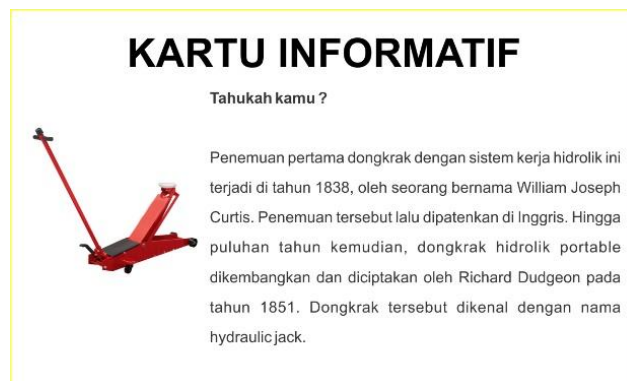 KARTU INFORMATIF
Tahukah kamu ?
Penemuan pertama dongkrak dengan sistem kerja hidrolik ini
terjadi di tahun 1838, oleh seorang bernama William Joseph
Curtis. Penemuan tersebut lalu dipatenkan di Inggris. Hingga
puluhan tahun kemudian, dongkrak hidrolik portable
dikembangkan dan diciptakan oleh Richard Dudgeon pada
tahun 1851. Dongkrak tersebut dikenal dengan nama
hydraulic jack.